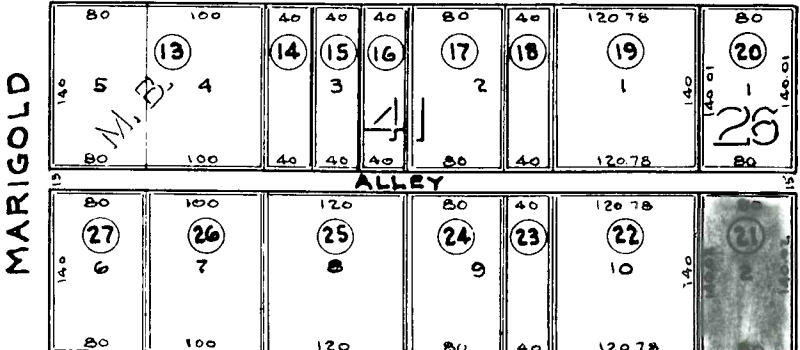 80 100 40 40 40 80 40 120 78 80
13 14 15 16 17 18 19 20
140 5 4 3 2 1 140 140 01 1 140.01
M. B. 41 26
80 100 40 40 40 80 40 120.78 80
MARIGOLD
15 ALLEY 15
80 100 120 80 40 120 78 80
27 26 25 24 23 22 21
140 6 7 8 9 10 140 2
80 100 120 80 40 120.78